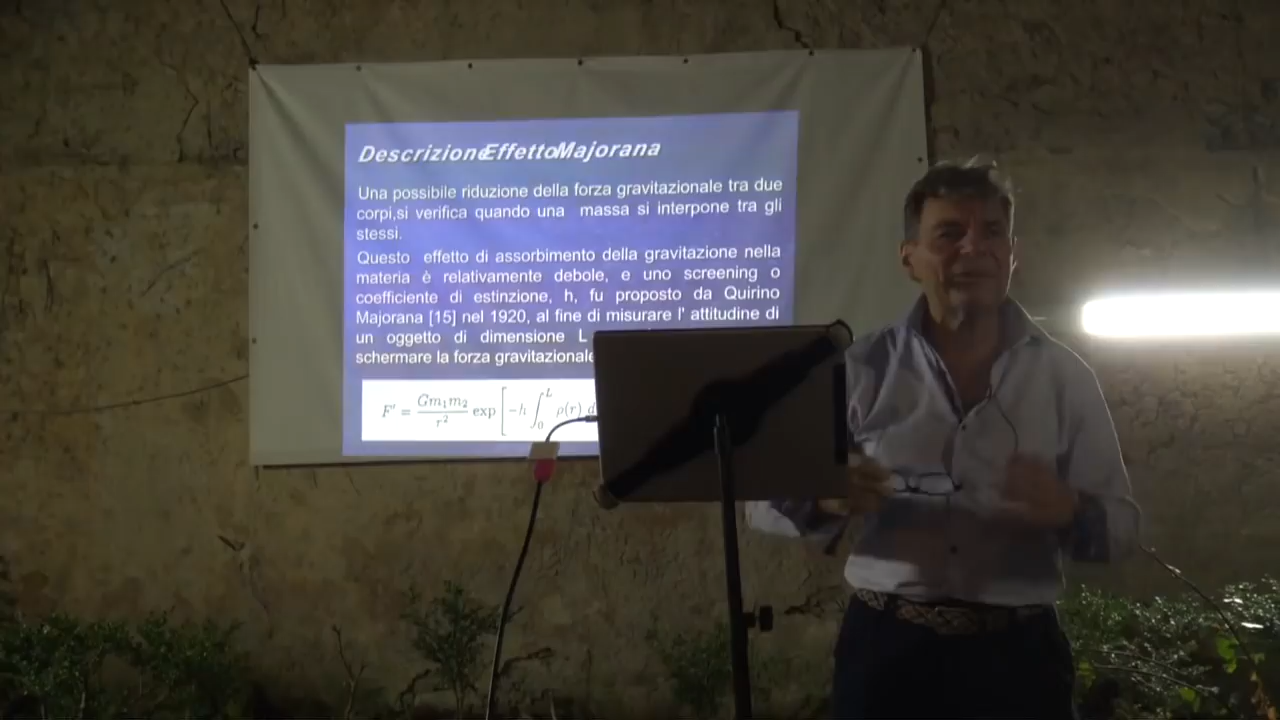 DescrizioneEffettoMajorana
Una possibile riduzione della forza gravitazionale tra due
corpi,si verifica quando una massa si interpone tra gli
stessi.
Questo effetto di assorbimento della gravitazione nella
materia è relativamente debole, e uno screening o
coefficiente di estinzione, h, fu proposto da Quirino
Majorana [15] nel 1920, al fine di misurare l' attitudine di
un oggetto di dimensione L
schermare la forza gravitazionale
F' = Gm₁m₂/r² exp [ -h ∫₀ᴸ ρ(r) d